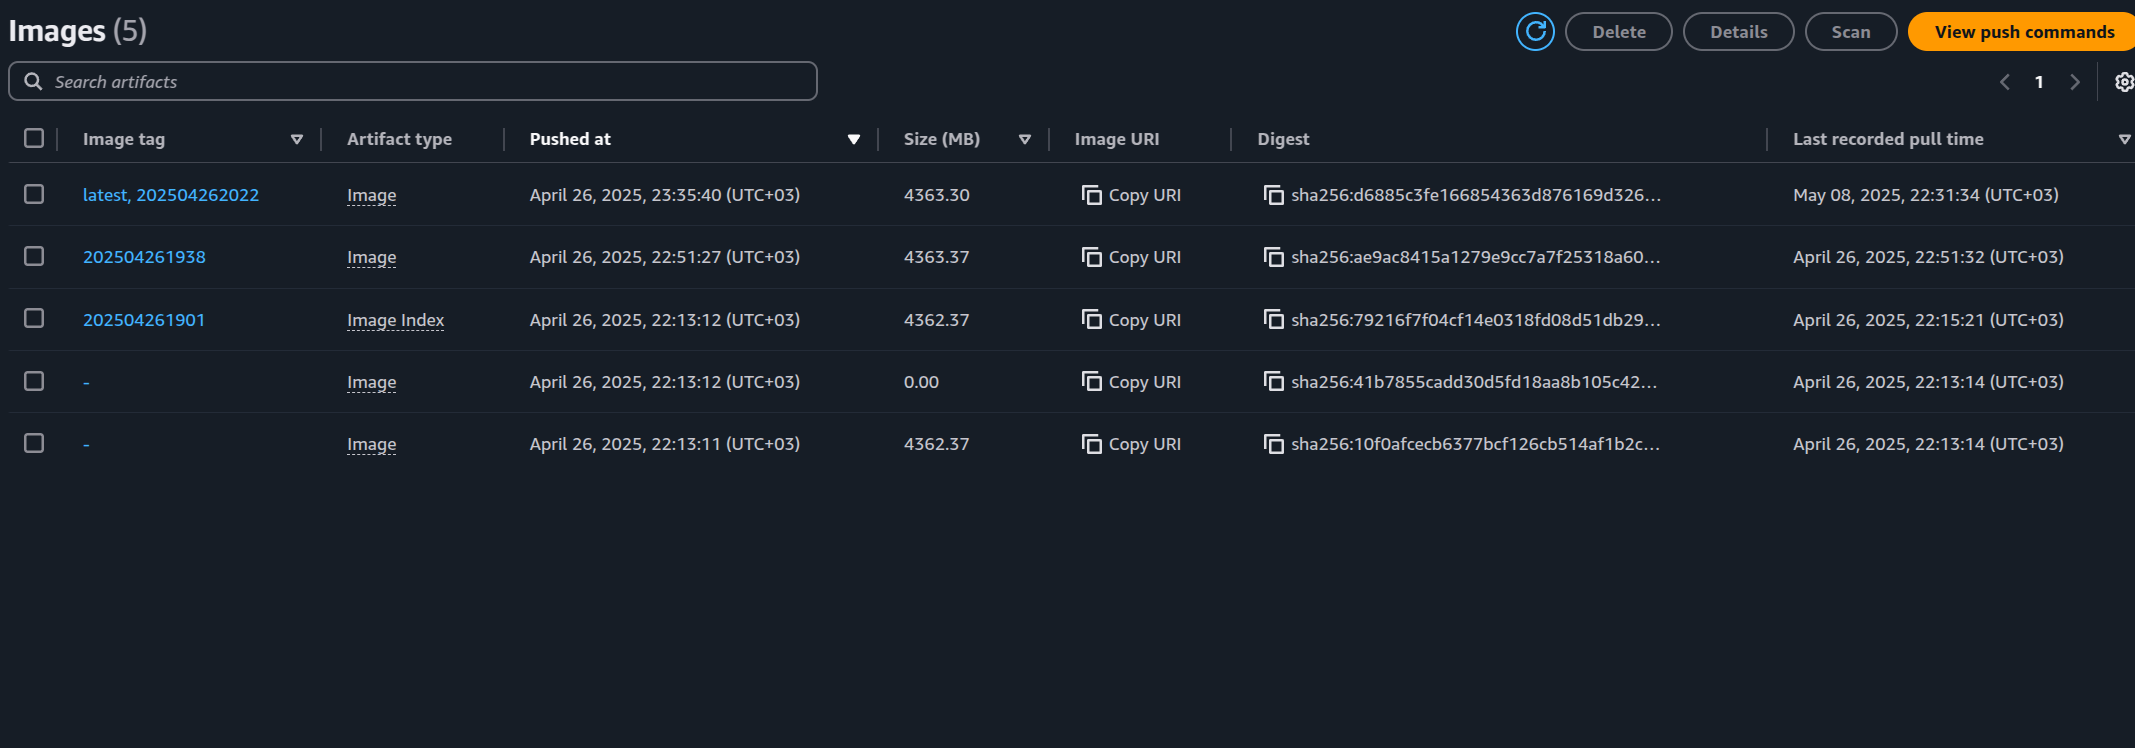 Images (5)
Delete
Details
Scan
View push commands
Search artifacts
1
Image tag Artifact type Pushed at Size (MB) Image URI Digest Last recorded pull time
latest, 202504262022 Image April 26, 2025, 23:35:40 (UTC+03) 4363.30 Copy URI sha256:d6885c3fe166854363d876169d326... May 08, 2025, 22:31:34 (UTC+03)
202504261938 Image April 26, 2025, 22:51:27 (UTC+03) 4363.37 Copy URI sha256:ae9ac8415a1279e9cc7a7f25318a60... April 26, 2025, 22:51:32 (UTC+03)
202504261901 Image Index April 26, 2025, 22:13:12 (UTC+03) 4362.37 Copy URI sha256:79216f7f04cf14e0318fd08d51db29... April 26, 2025, 22:15:21 (UTC+03)
- Image April 26, 2025, 22:13:12 (UTC+03) 0.00 Copy URI sha256:41b7855cadd30d5fd18aa8b105c42... April 26, 2025, 22:13:14 (UTC+03)
- Image April 26, 2025, 22:13:11 (UTC+03) 4362.37 Copy URI sha256:10f0afcecb6377bcf126cb514af1b2c... April 26, 2025, 22:13:14 (UTC+03)